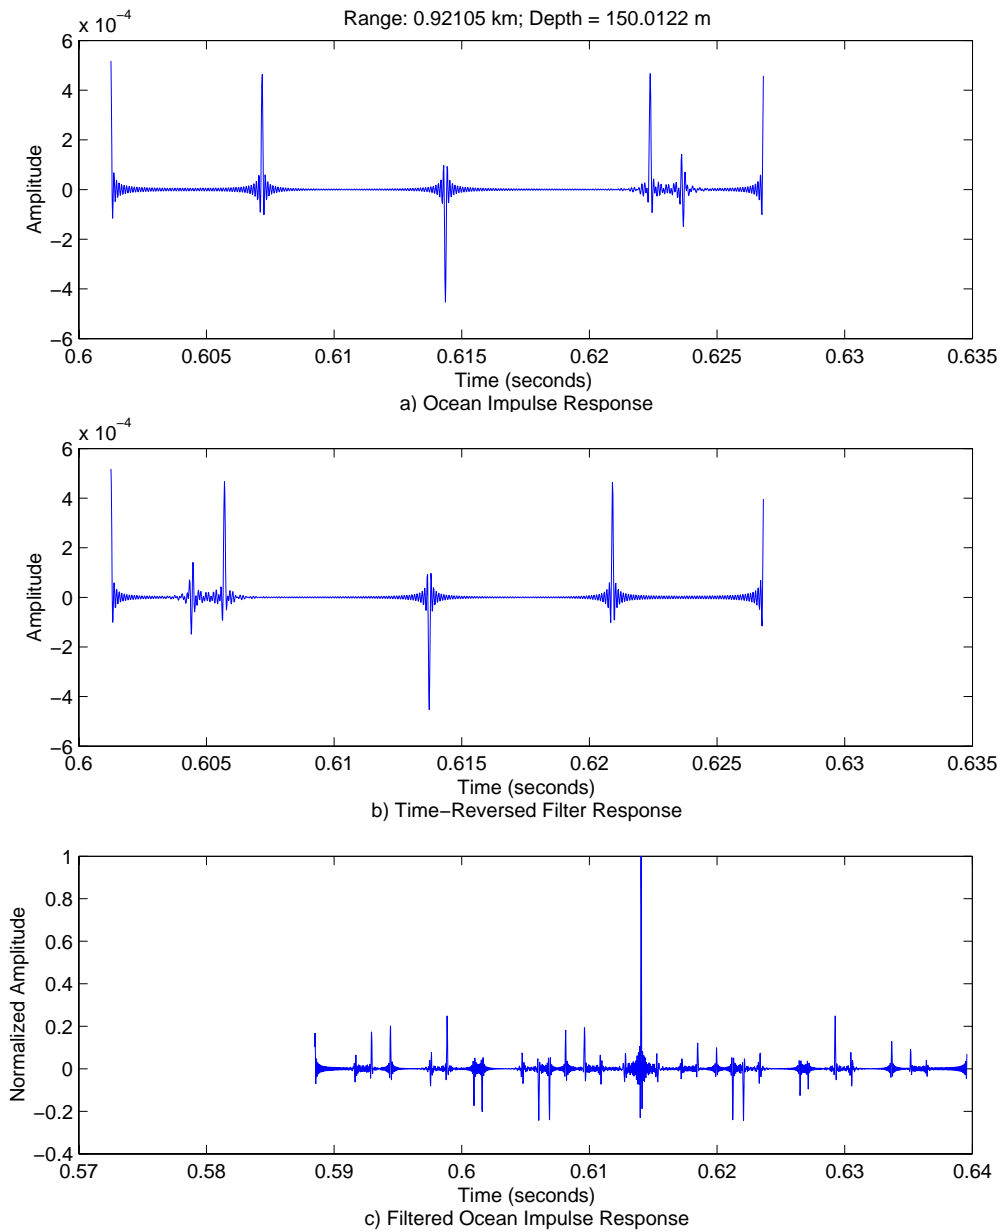 Range: 0.92105 km; Depth = 150.0122 m
x 10⁻⁴
6
4
2
0
−2
−4
−6
Amplitude
0.6 0.605 0.61 0.615 0.62 0.625 0.63 0.635
Time (seconds)
a) Ocean Impulse Response
x 10⁻⁴
6
4
2
0
−2
−4
−6
Amplitude
0.6 0.605 0.61 0.615 0.62 0.625 0.63 0.635
Time (seconds)
b) Time−Reversed Filter Response
1
0.8
0.6
0.4
0.2
0
−0.2
−0.4
Normalized Amplitude
0.57 0.58 0.59 0.6 0.61 0.62 0.63 0.64
Time (seconds)
c) Filtered Ocean Impulse Response